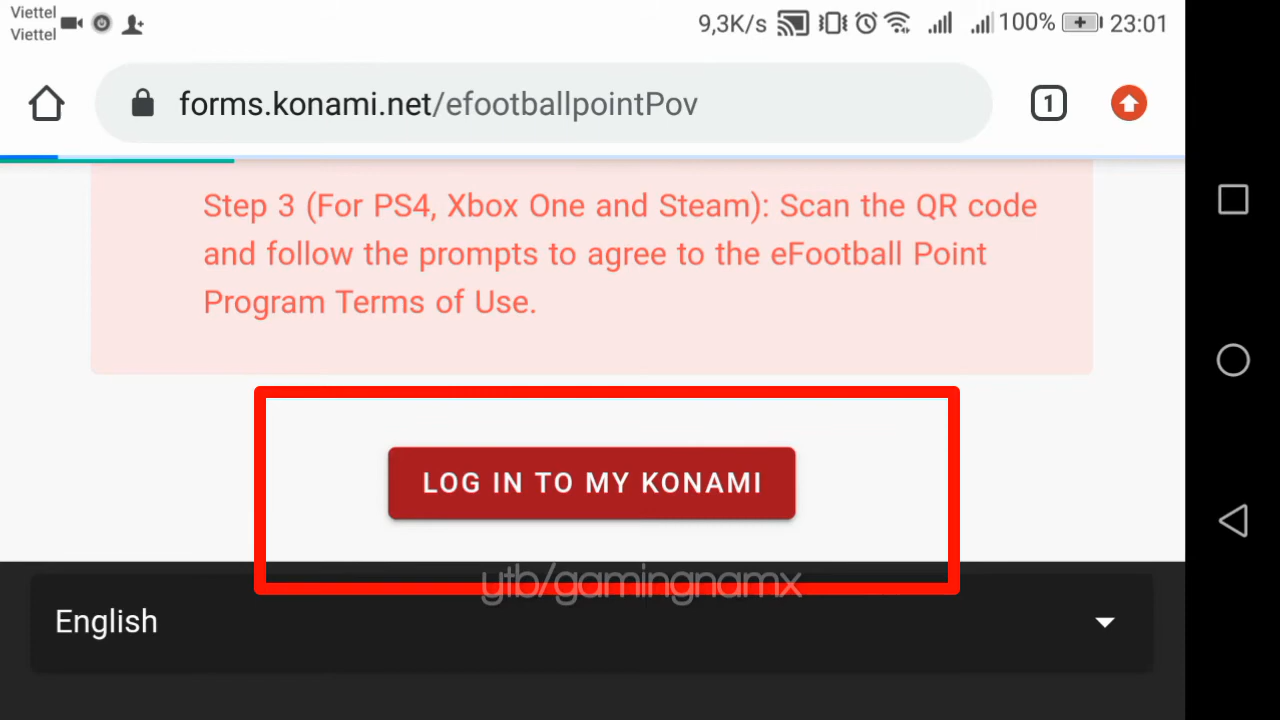 Viettel
Viettel
9,3K/s 100% 23:01
forms.konami.net/efootballpointPov
1
Step 3 (For PS4, Xbox One and Steam): Scan the QR code
and follow the prompts to agree to the eFootball Point
Program Terms of Use.
LOG IN TO MY KONAMI
ytb/gamingnamx
English